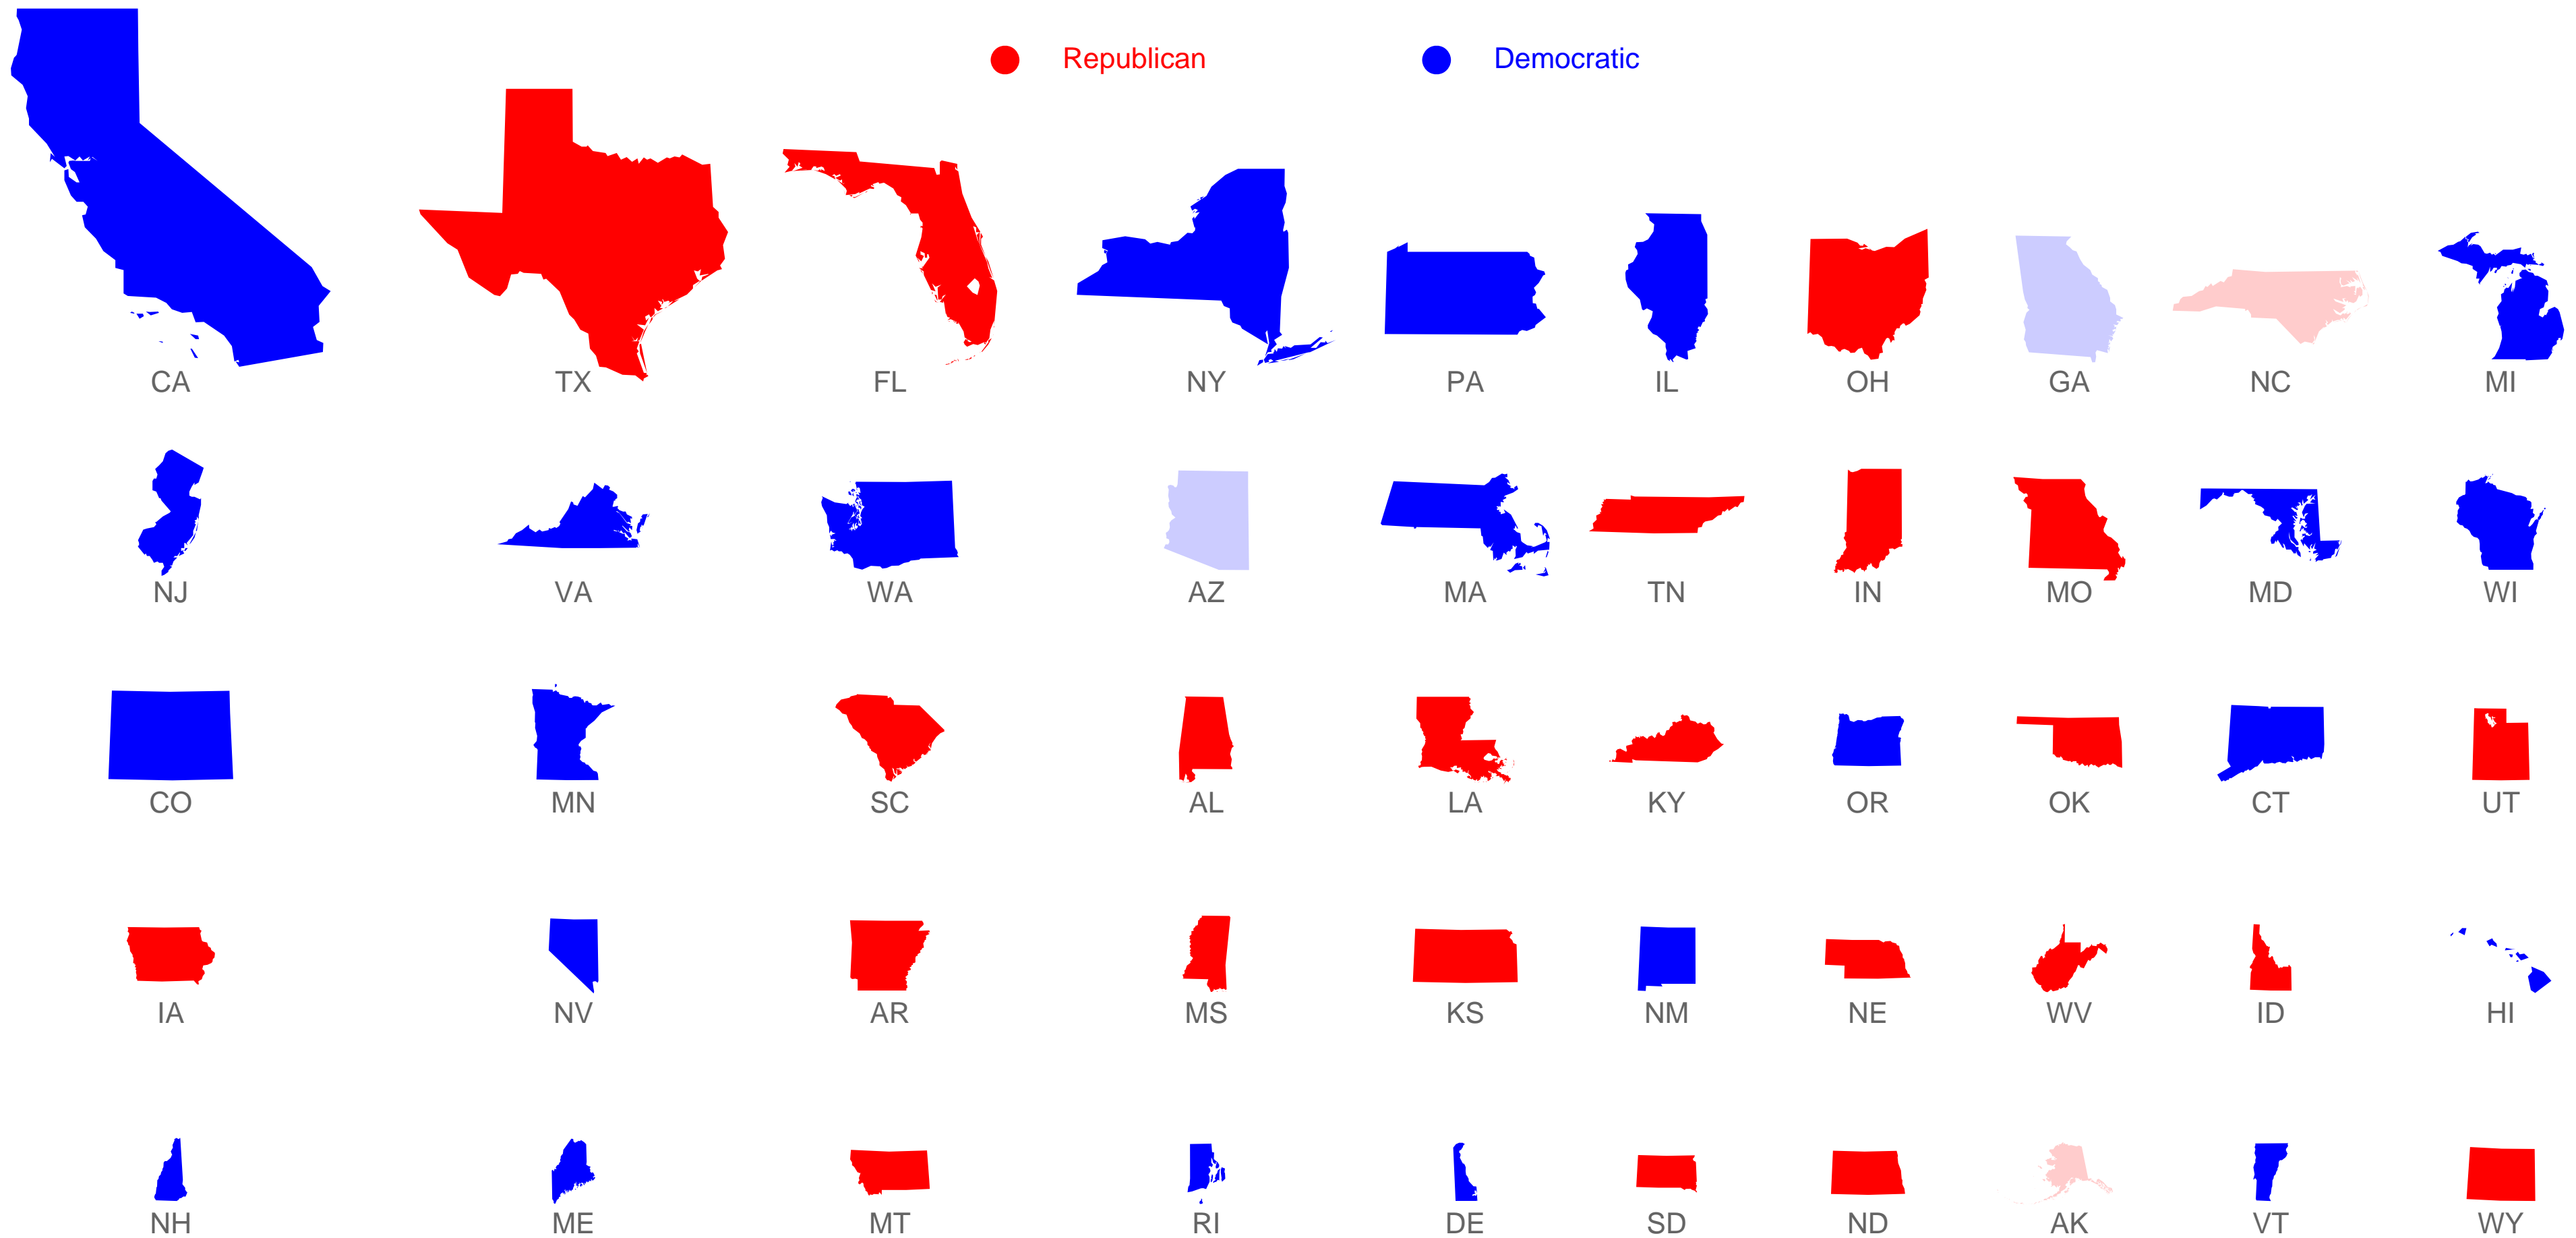 Republican Democratic
CA TX FL NY PA IL OH GA NC MI
NJ VA WA AZ MA TN IN MO MD WI
CO MN SC AL LA KY OR OK CT UT
IA NV AR MS KS NM NE WV ID HI
NH ME MT RI DE SD ND AK VT WY